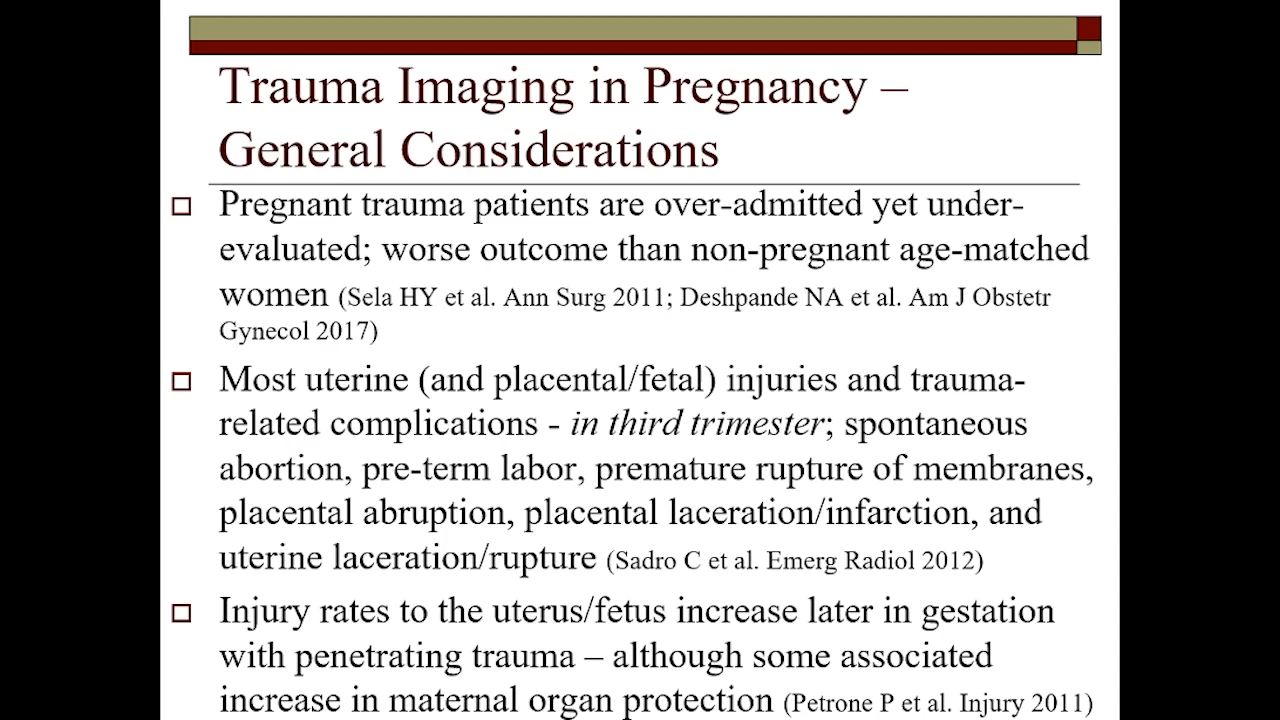 Trauma Imaging in Pregnancy –
General Considerations
Pregnant trauma patients are over-admitted yet under-
evaluated; worse outcome than non-pregnant age-matched
women (Sela HY et al. Ann Surg 2011; Deshpande NA et al. Am J Obstetr
Gynecol 2017)
Most uterine (and placental/fetal) injuries and trauma-
related complications - in third trimester; spontaneous
abortion, pre-term labor, premature rupture of membranes,
placental abruption, placental laceration/infarction, and
uterine laceration/rupture (Sadro C et al. Emerg Radiol 2012)
Injury rates to the uterus/fetus increase later in gestation
with penetrating trauma – although some associated
increase in maternal organ protection (Petrone P et al. Injury 2011)